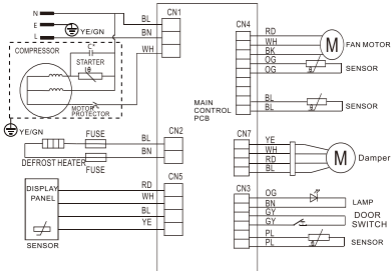 N
E
L
YE/GN
BL
BN
WH
CN1
COMPRESSOR
C*
STARTER
MOTOR
PROTECTOR
YE/GN
FUSE
FUSE
DEFROST HEATER
BL
BN
CN2
CN5
DISPLAY
PANEL
SENSOR
RD
WH
BL
YE
MAIN
CONTROL
PCB
CN4
RD
WH
BK
OG
OG
M
FAN MOTOR
SENSOR
BL
BL
SENSOR
CN7
YE
WH
RD
BL
M
Damper
CN3
OG
BN
GY
GY
PL
PL
LAMP
DOOR
SWITCH
SENSOR